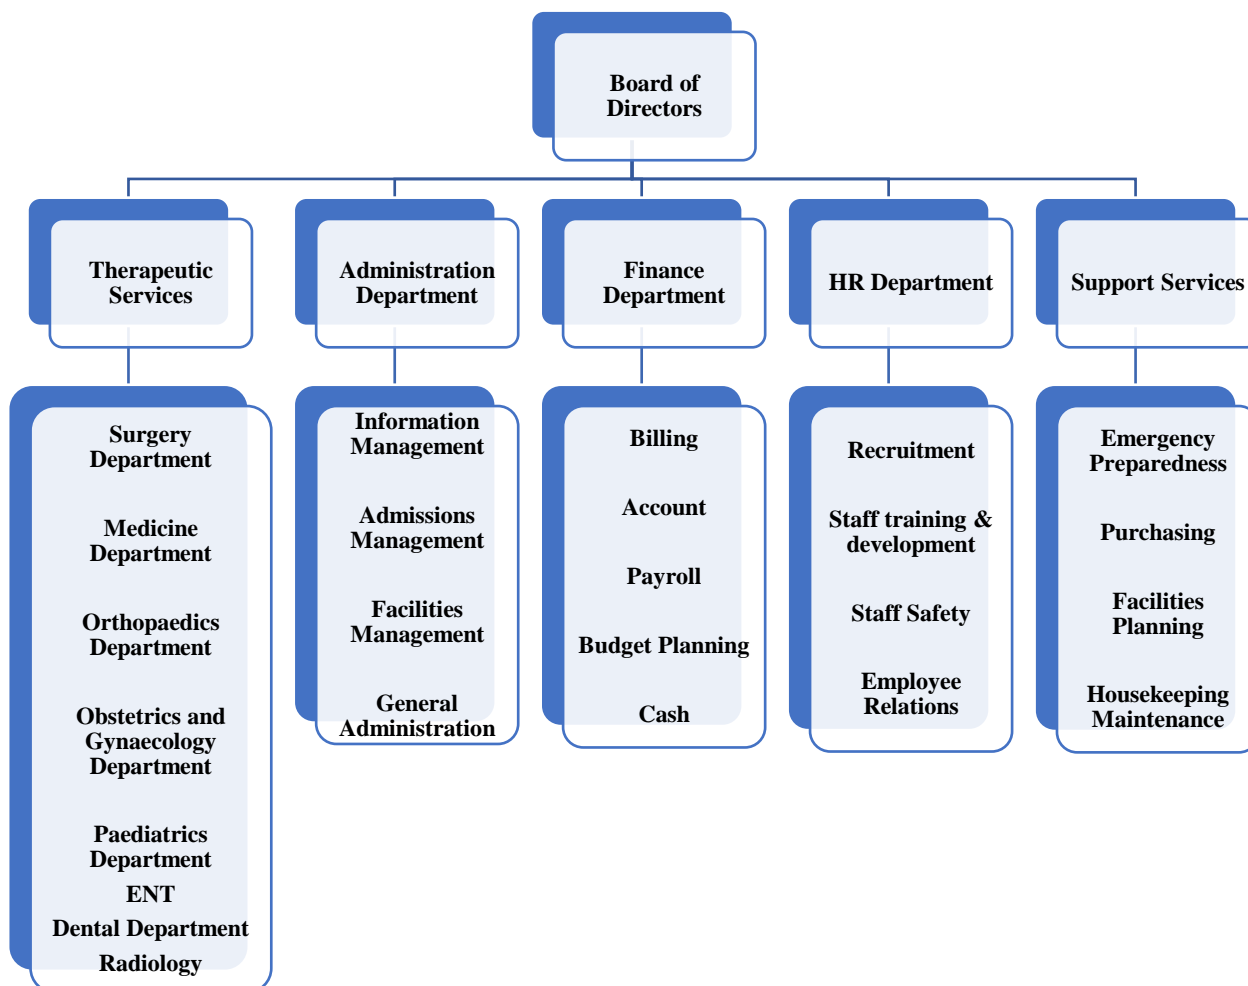 Board of
Directors
Therapeutic
Services
Administration
Department
Finance
Department
HR Department
Support Services
Surgery
Department
Medicine
Department
Orthopaedics
Department
Obstetrics and
Gynaecology
Department
Paediatrics
Department
ENT
Dental Department
Radiology
Information
Management
Admissions
Management
Facilities
Management
General
Administration
Billing
Account
Payroll
Budget Planning
Cash
Recruitment
Staff training &
development
Staff Safety
Employee
Relations
Emergency
Preparedness
Purchasing
Facilities
Planning
Housekeeping
Maintenance